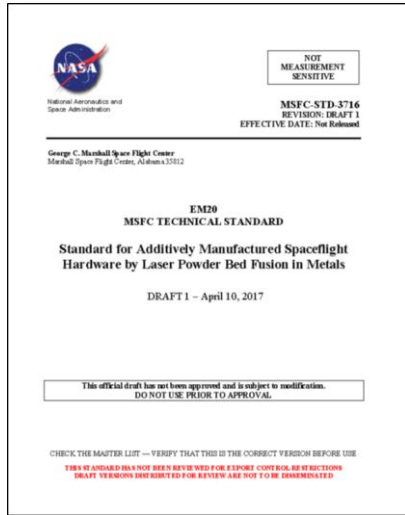 NASA
National Aeronautics and
Space Administration
NOT
MEASUREMENT
SENSITIVE
MSFC-STD-3716
REVISION: DRAFT 1
EFFECTIVE DATE: Not Released
George C. Marshall Space Flight Center
Marshall Space Flight Center, Alabama 35812
EM20
MSFC TECHNICAL STANDARD
Standard for Additively Manufactured Spaceflight
Hardware by Laser Powder Bed Fusion in Metals
DRAFT 1 – April 10, 2017
This official draft has not been approved and is subject to modification.
DO NOT USE PRIOR TO APPROVAL
CHECK THE MASTER LIST — VERIFY THAT THIS IS THE CORRECT VERSION BEFORE USE
THIS STANDARD HAS NOT BEEN REVIEWED FOR EXPORT CONTROL RESTRICTIONS
DRAFT VERSIONS DISTRIBUTED FOR REVIEW ARE NOT TO BE DISSEMINATED